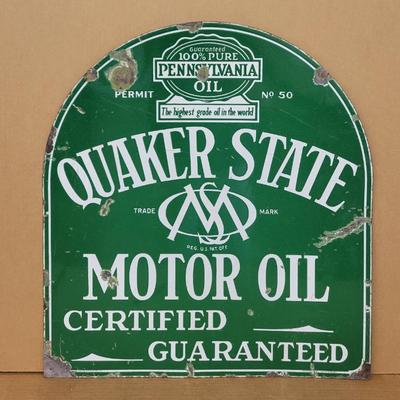 Guaranteed
100% PURE
PENNSYLVANIA
OIL
PERMIT Nº 50
The highest grade oil in the world
QUAKER STATE
TRADE MARK
REG. U.S. PAT. OFF.
MOTOR OIL
CERTIFIED
GUARANTEED